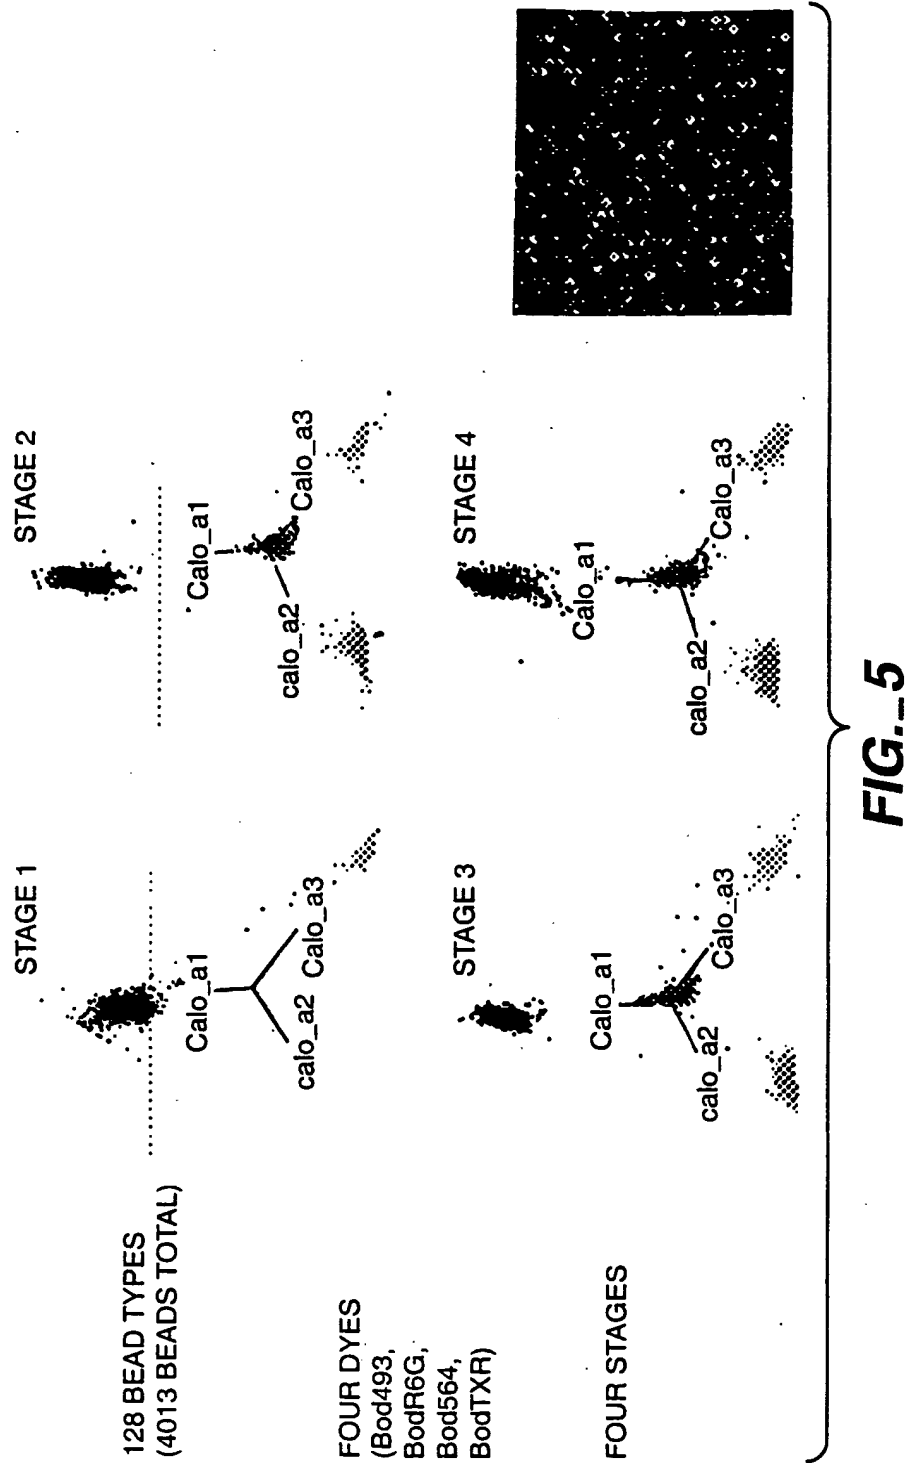 128 BEAD TYPES
(4013 BEADS TOTAL)
FOUR DYES
(Bod493,
BodR6G,
Bod564,
BodTXR)
FOUR STAGES
STAGE 1
Calo_a1
calo_a2
Calo_a3
STAGE 2
Calo_a1
calo_a2
Calo_a3
STAGE 3
Calo_a1
calo_a2
Calo_a3
STAGE 4
Calo_a1
calo_a2
Calo_a3
FIG._5